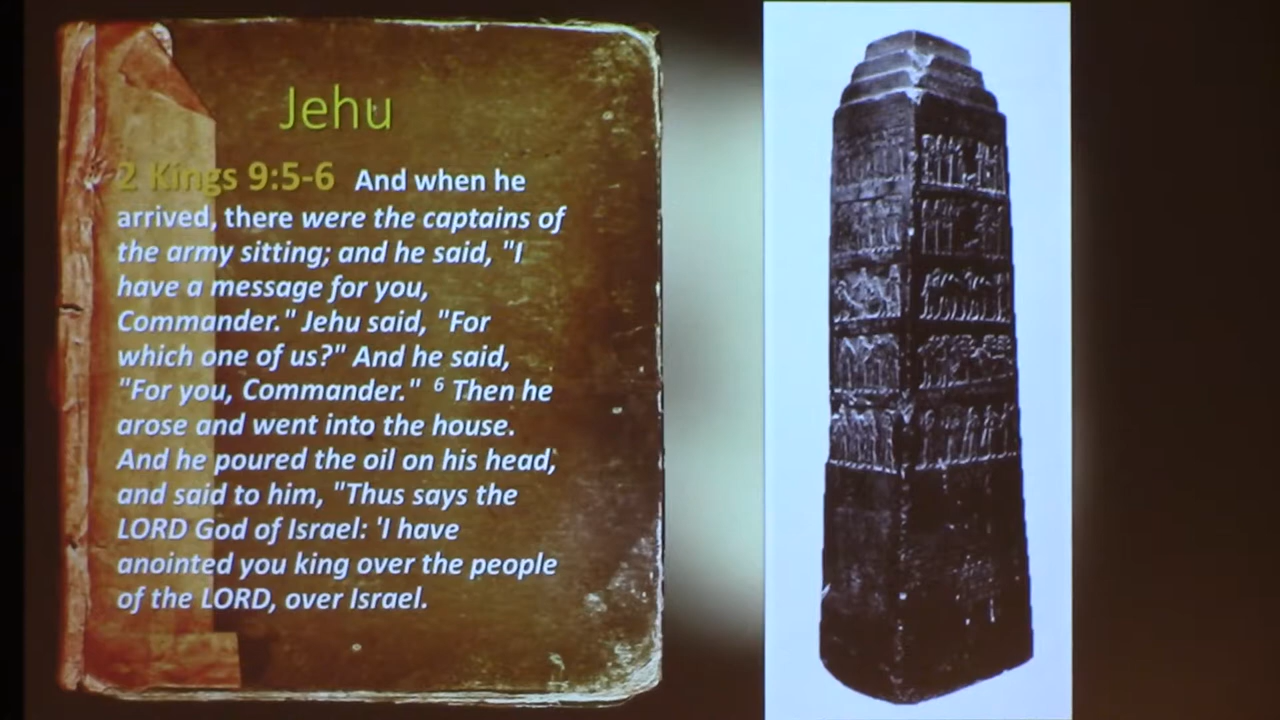 Jehu
2 Kings 9:5-6 And when he
arrived, there were the captains of
the army sitting; and he said, "I
have a message for you,
Commander." Jehu said, "For
which one of us?" And he said,
"For you, Commander." 6 Then he
arose and went into the house.
And he poured the oil on his head,
and said to him, "Thus says the
LORD God of Israel: 'I have
anointed you king over the people
of the LORD, over Israel.